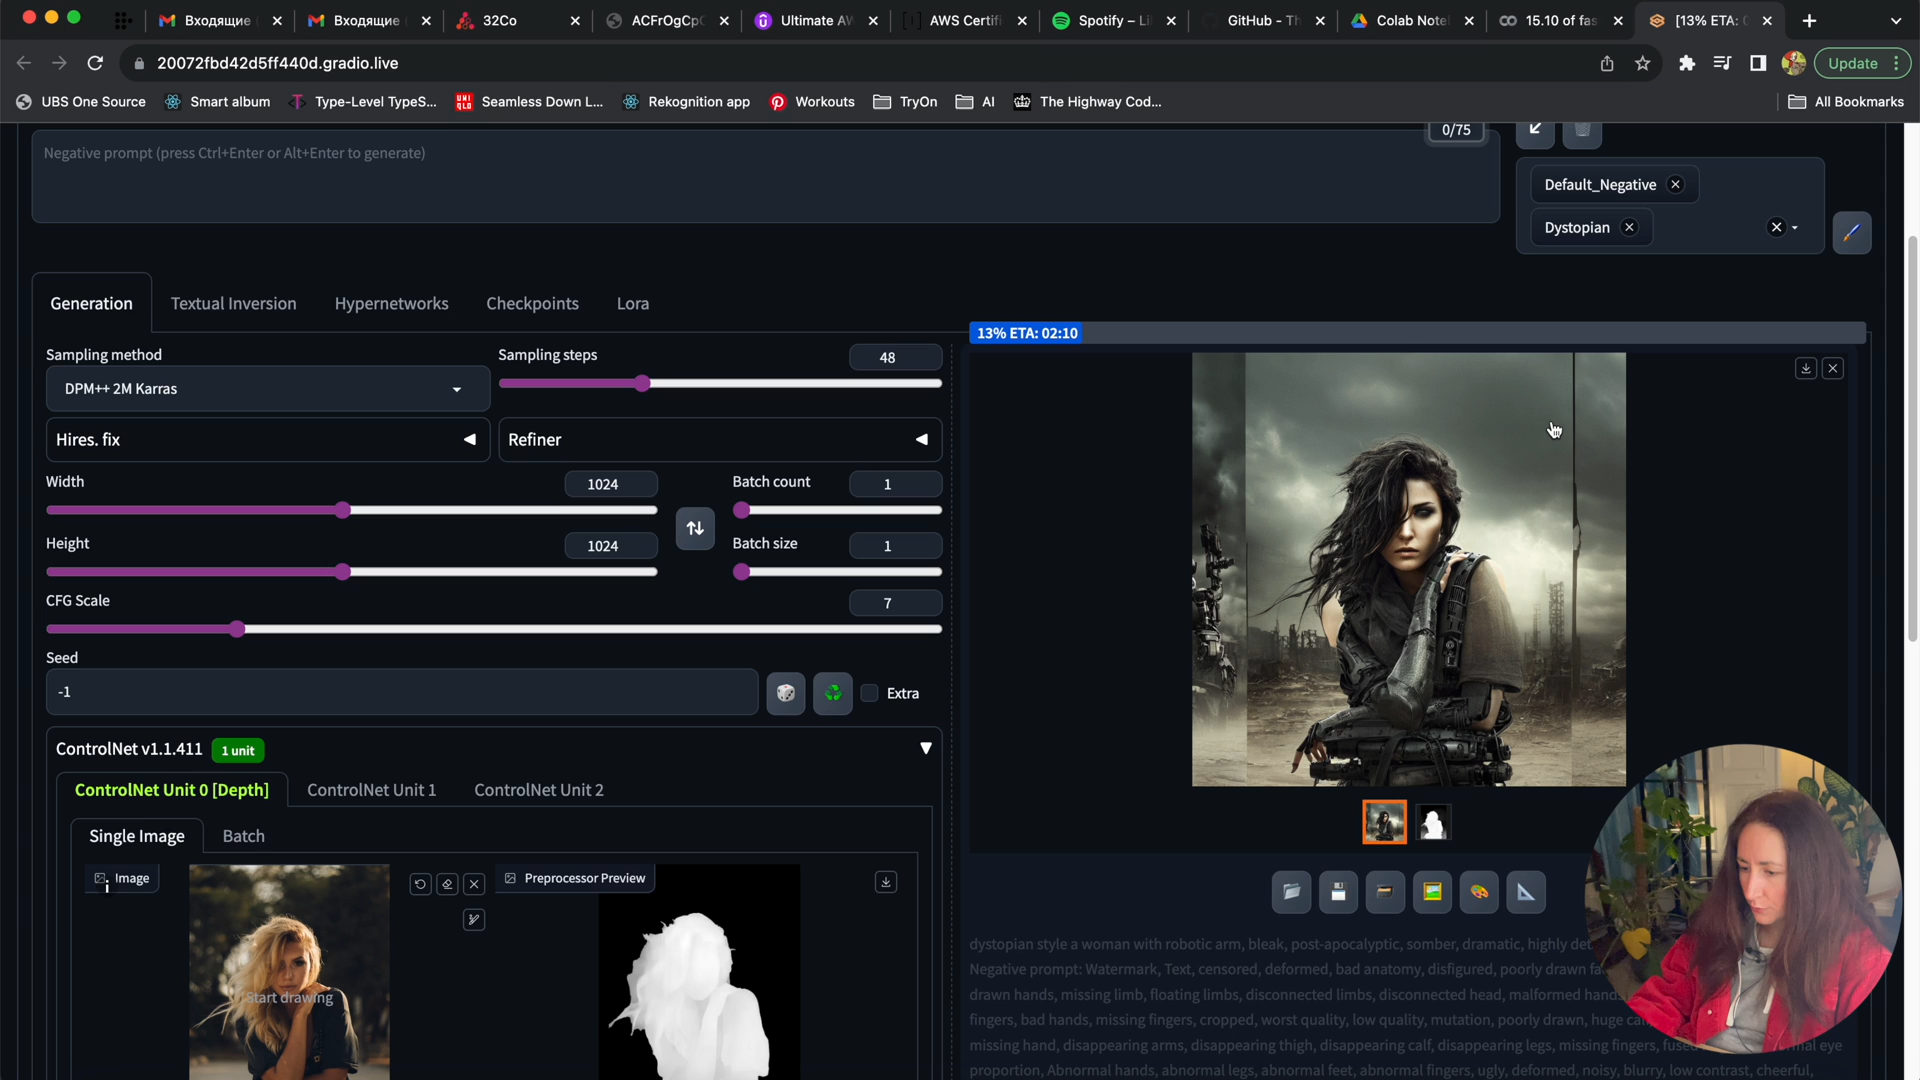 Входящие
Входящие
32Co
ACFrOgCpC
Ultimate AW
AWS Certifi
Spotify – Li
GitHub - Th
Colab Note
15.10 of fas
[13% ETA: 0
20072fbd42d5ff440d.gradio.live
Update
UBS One Source
Smart album
Type-Level TypeS...
UNI QLO
Seamless Down L...
Rekognition app
Workouts
TryOn
AI
The Highway Cod...
All Bookmarks
0/75
Negative prompt (press Ctrl+Enter or Alt+Enter to generate)
Default_Negative
Dystopian
Generation
Textual Inversion
Hypernetworks
Checkpoints
Lora
13% ETA: 02:10
Sampling method
Sampling steps
48
DPM++ 2M Karras
Hires. fix
Refiner
Width
1024
Batch count
1
Height
1024
Batch size
1
CFG Scale
7
Seed
-1
Extra
ControlNet v1.1.411
1 unit
ControlNet Unit 0 [Depth]
ControlNet Unit 1
ControlNet Unit 2
Single Image
Batch
Image
Preprocessor Preview
Start drawing
dystopian style a woman with robotic arm, bleak, post-apocalyptic, somber, dramatic, highly det
Negative prompt: Watermark, Text, censored, deformed, bad anatomy, disfigured, poorly drawn fa
drawn hands, missing limb, floating limbs, disconnected limbs, disconnected head, malformed hands
fingers, bad hands, missing fingers, cropped, worst quality, low quality, mutation, poorly drawn, huge ca
missing hand, disappearing arms, disappearing thigh, disappearing calf, disappearing legs, missing fingers, fuse mal eye
proportion, Abnormal hands, abnormal legs, abnormal feet, abnormal fingers, ugly, deformed, noisy, blurry, low contrast, cheerful,